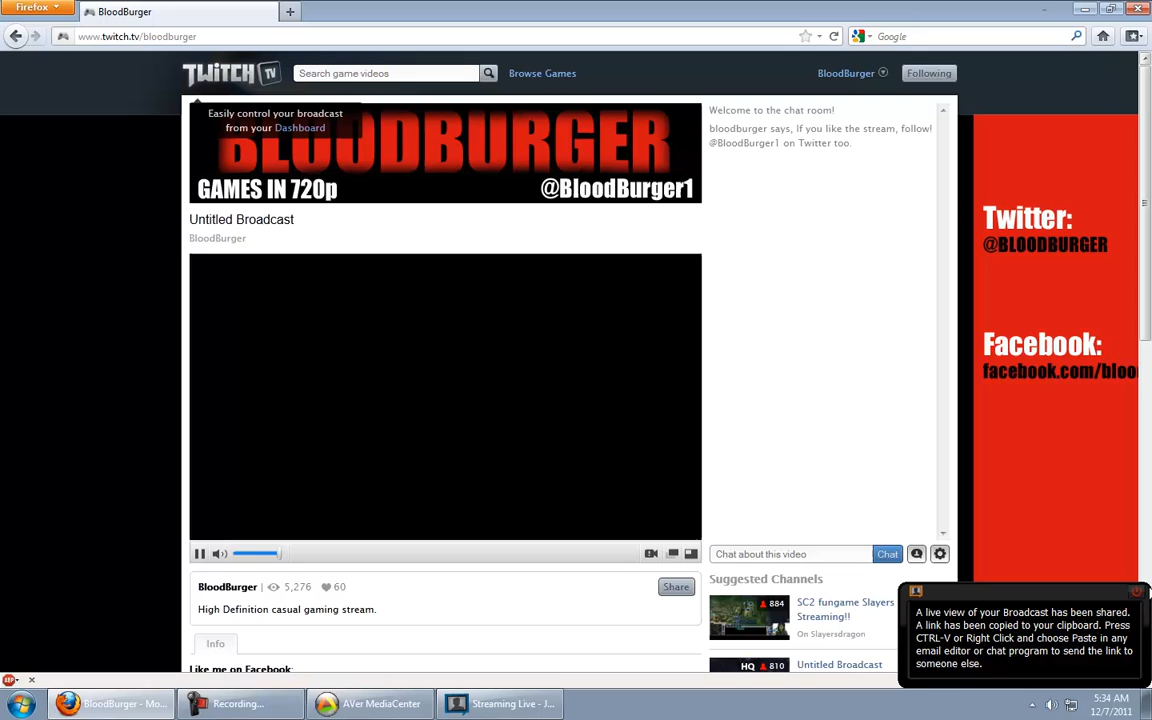 Firefox
BloodBurger
www.twitch.tv/bloodburger
Google
TWITCH TV
Search game videos
Browse Games
BloodBurger
Following
Easily control your broadcast
from your Dashboard
BLOODBURGER
GAMES IN 720p
@BloodBurger1
Welcome to the chat room!
bloodburger says, If you like the stream, follow!
@BloodBurger1 on Twitter too.
Untitled Broadcast
BloodBurger
Twitter:
@BLOODBURGER
Facebook:
facebook.com/bloo
Chat about this video
Chat
BloodBurger
5,276
60
Share
High Definition casual gaming stream.
Info
Like me on Facebook:
Suggested Channels
884
SC2 fungame Slayers
Streaming!!
On Slayersdragon
HQ
810
Untitled Broadcast
A live view of your Broadcast has been shared.
A link has been copied to your clipboard. Press
CTRL-V or Right Click and choose Paste in any
email editor or chat program to send the link to
someone else.
ABP
BloodBurger - Mo...
Recording...
AVer MediaCenter
Streaming Live - J...
5:34 AM
12/7/2011